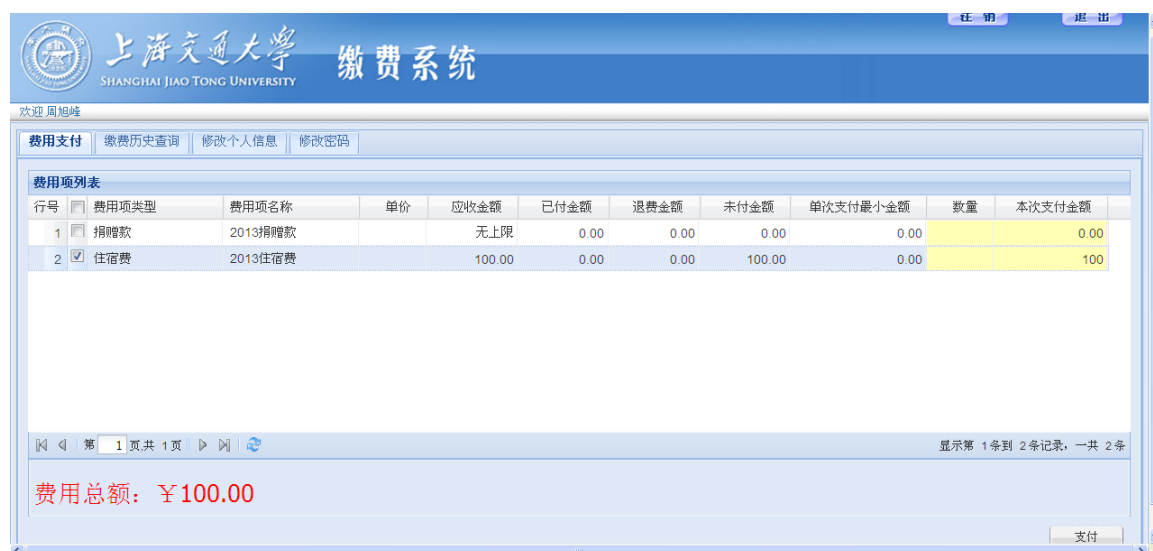 注 销 退 出
上海交通大学 缴费系统
SHANGHAI JIAO TONG UNIVERSITY
欢迎 周旭峰
费用支付 缴费历史查询 修改个人信息 修改密码
费用项列表
行号 费用项类型 费用项名称 单价 应收金额 已付金额 退费金额 未付金额 单次支付最小金额 数量 本次支付金额
1 捐赠款 2013捐赠款 无上限 0.00 0.00 0.00 0.00 0.00
2 住宿费 2013住宿费 100.00 0.00 0.00 100.00 0.00 100
第 1 页,共 1页 显示第 1条到 2条记录，一共 2条
费用总额：￥100.00
支付